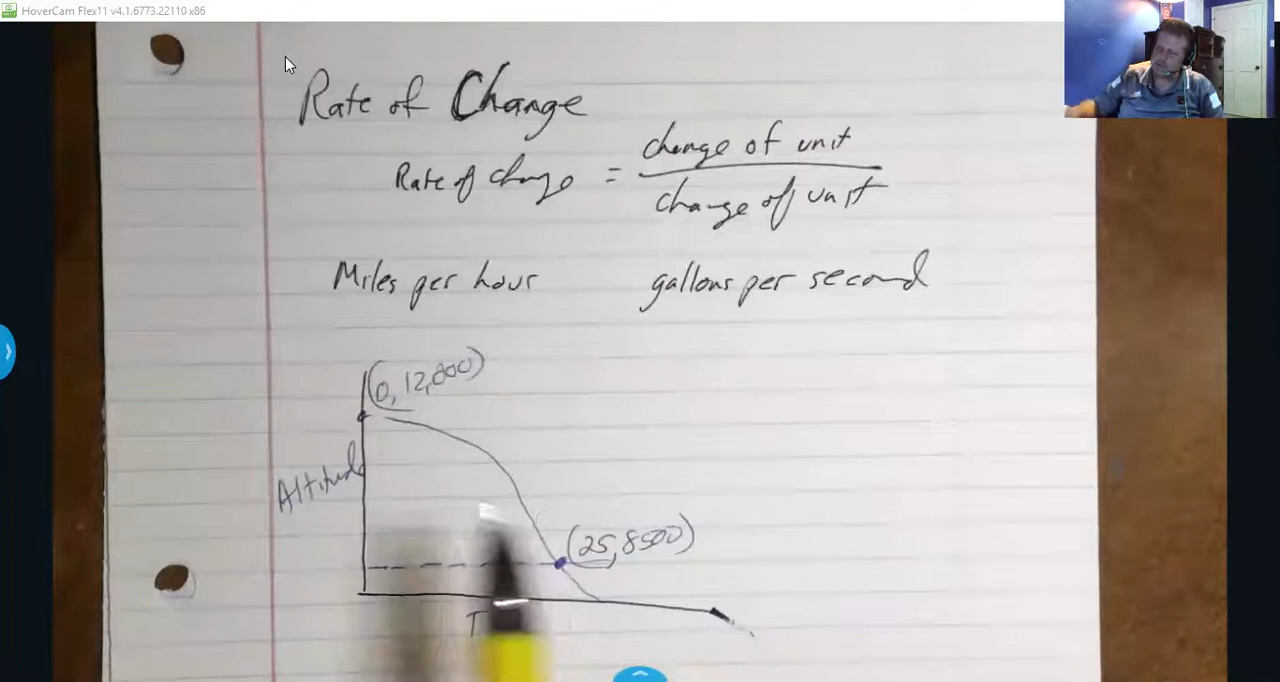 HoverCam Flex11 v4.1.6773.22110 x86
Rate of Change
Rate of change = change of unit
change of unit
Miles per hour gallons per second
(0, 12,000)
Altitude
(25, 8500)
T